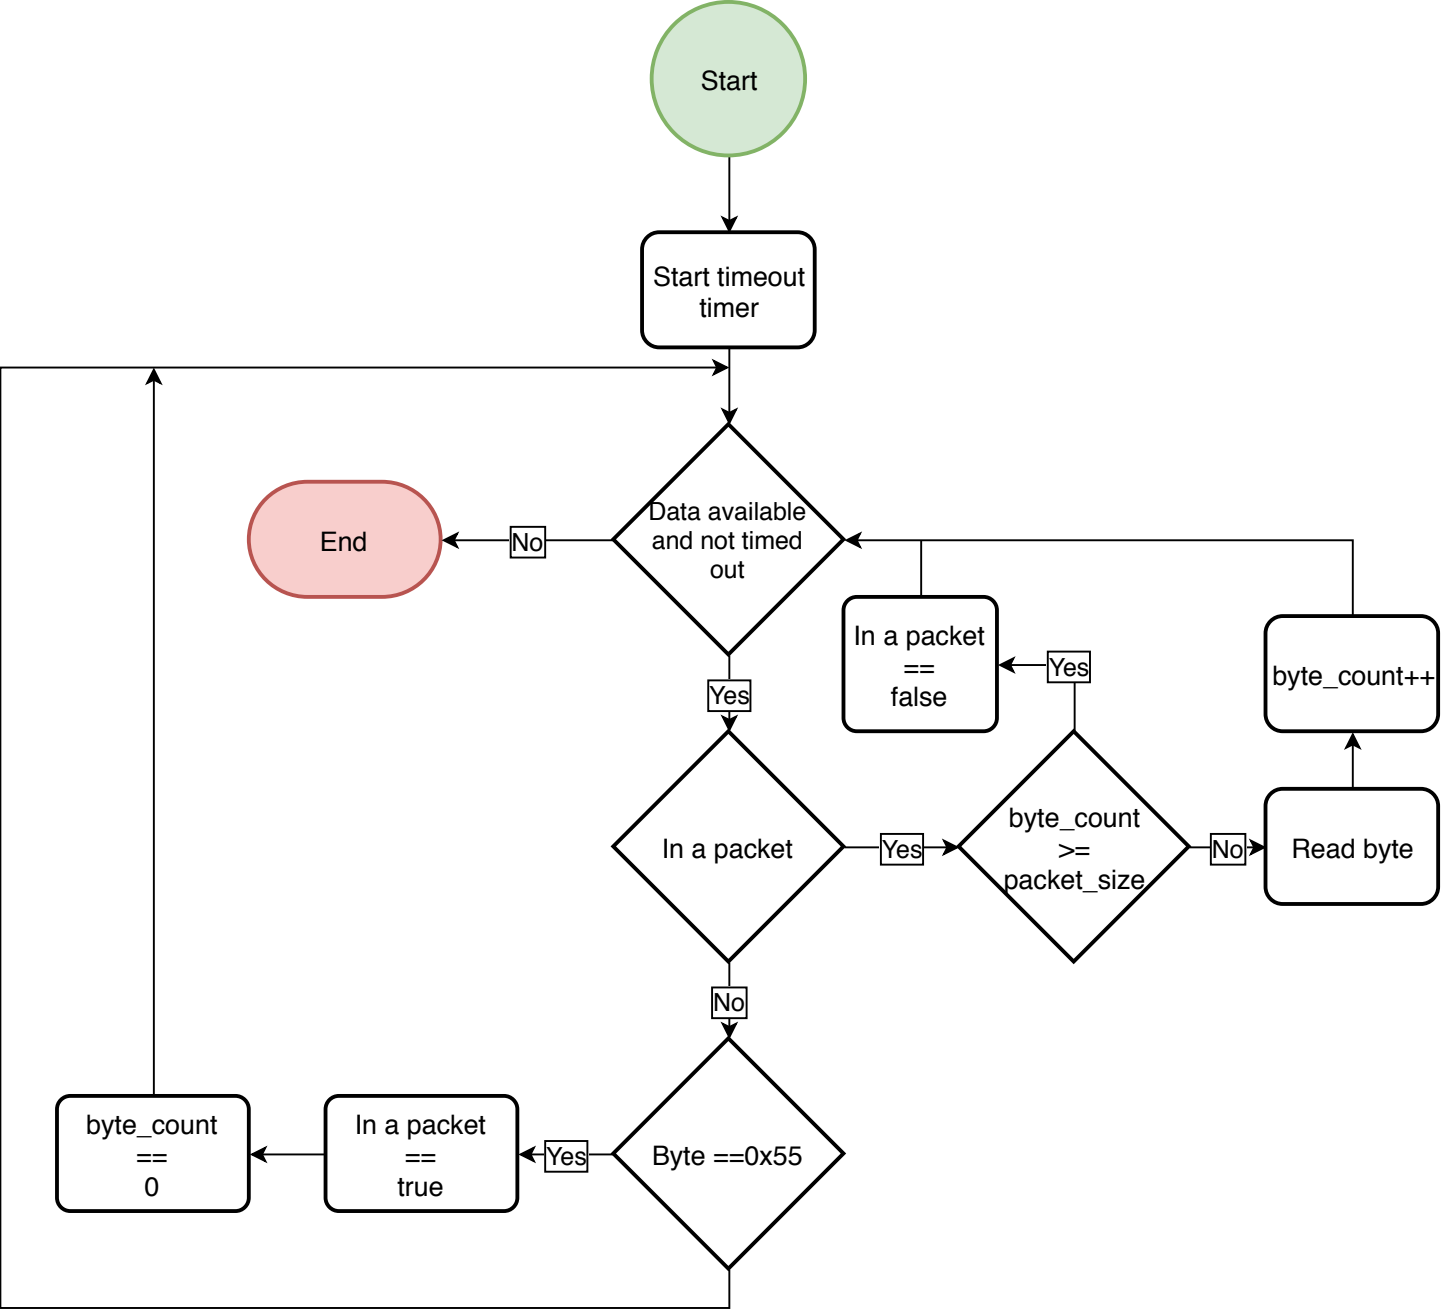 Start
Start timeout
timer
Data available
and not timed
out
No
End
Yes
In a packet
==
false
Yes
byte_count++
In a packet
Yes
byte_count
>=
packet_size
No
Read byte
No
Byte ==0x55
Yes
In a packet
==
true
byte_count
==
0